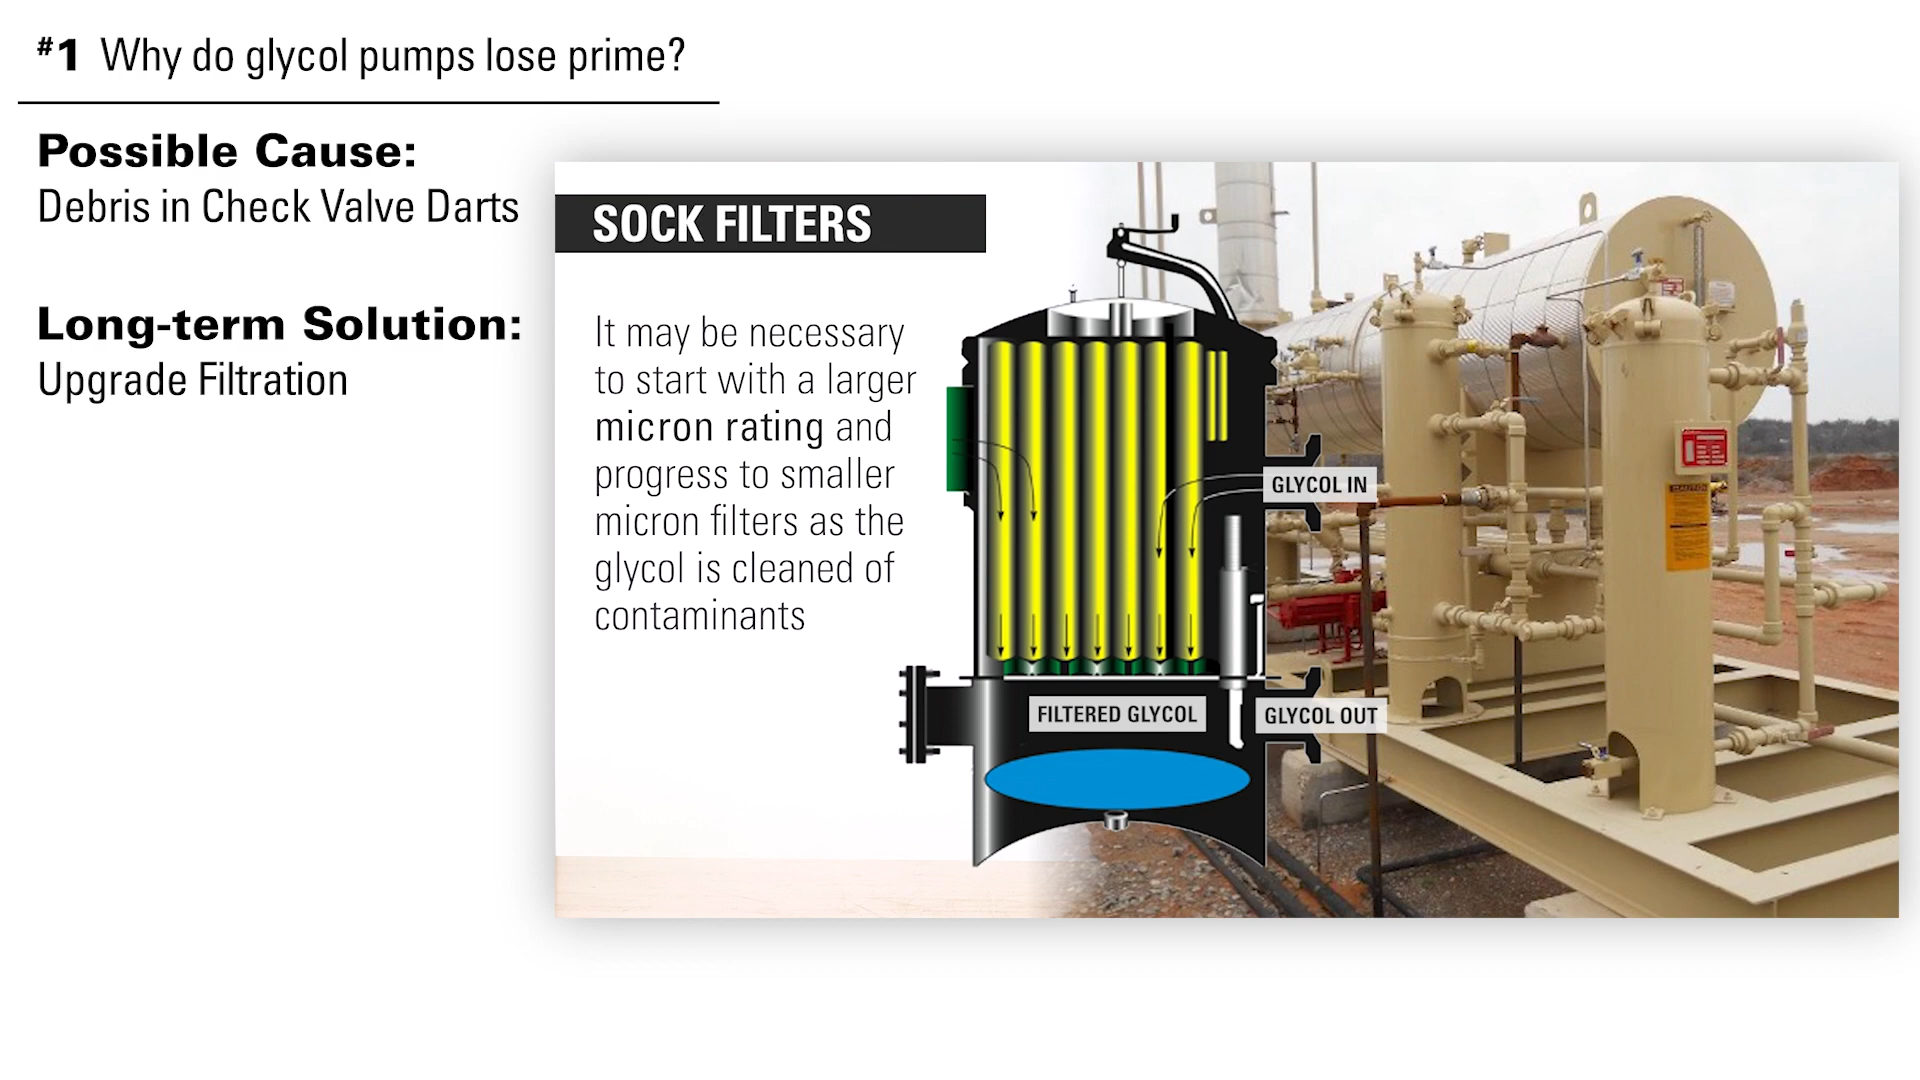 #1 Why do glycol pumps lose prime?
Possible Cause:
Debris in Check Valve Darts
Long-term Solution:
Upgrade Filtration
SOCK FILTERS
It may be necessary
to start with a larger
micron rating and
progress to smaller
micron filters as the
glycol is cleaned of
contaminants
GLYCOL IN
FILTERED GLYCOL
GLYCOL OUT